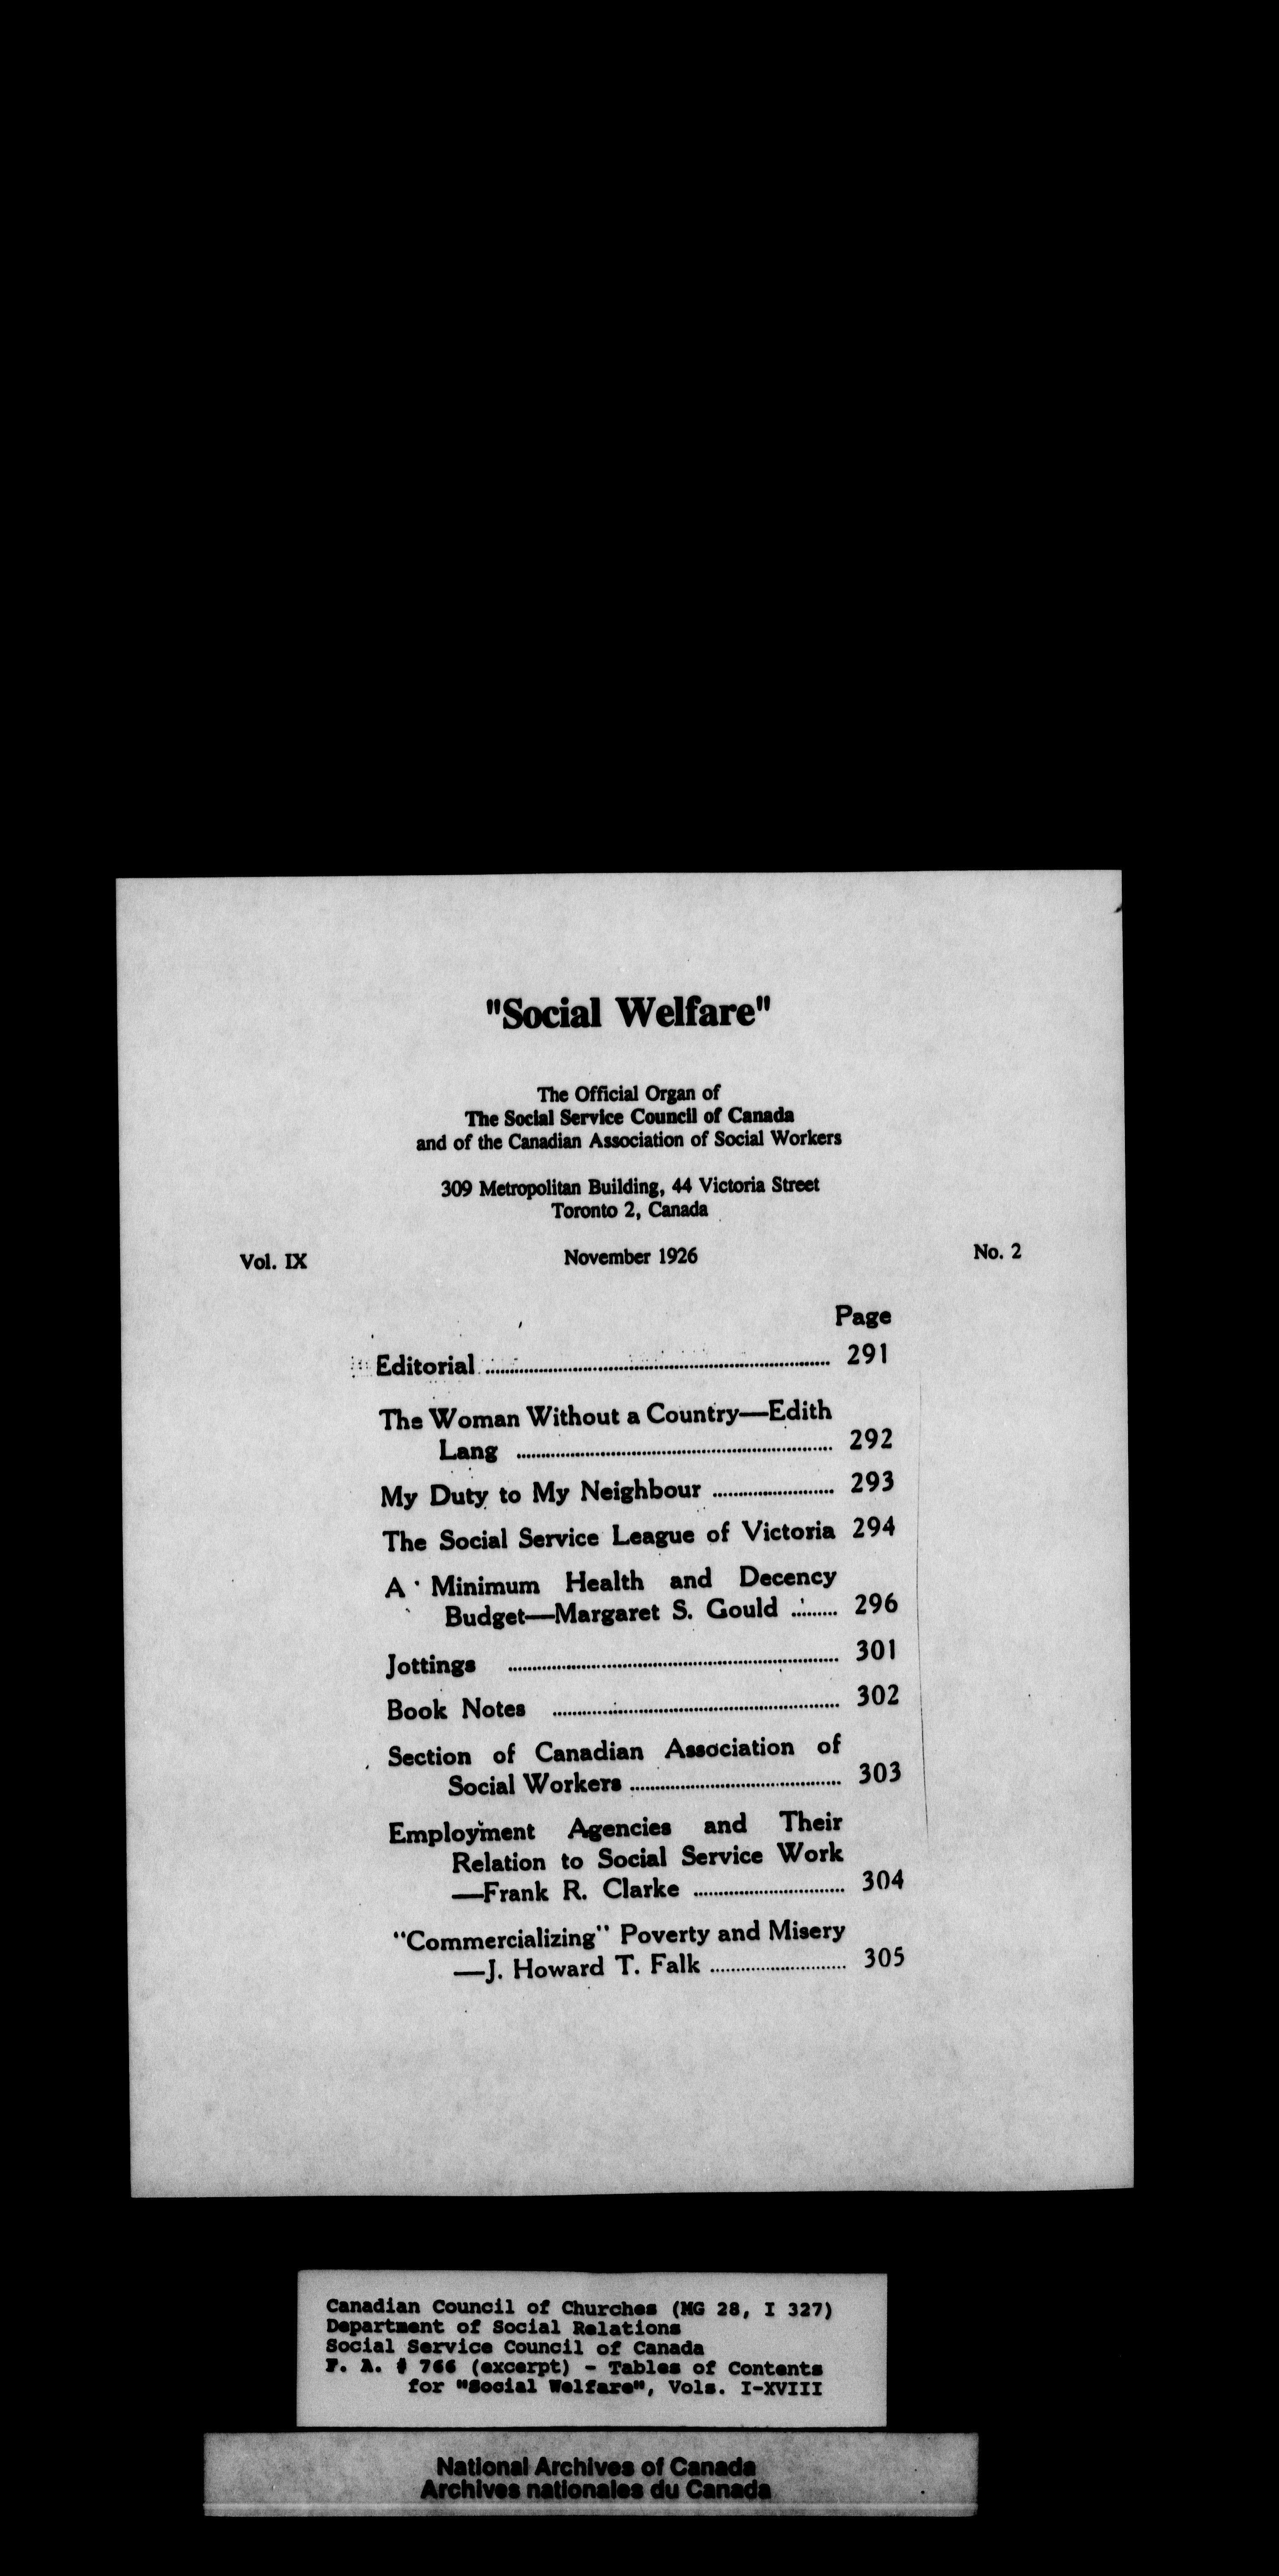 "Social Welfare"
The Official Organ of
The Social Service Council of Canada
and of the Canadian Association of Social Workers
309 Metropolitan Building, 44 Victoria Street
Toronto 2, Canada
Vol. IX November 1926 No. 2
Page
Editorial ........ 291
The Woman Without a Country—Edith
Lang ........ 292
My Duty to My Neighbour ........ 293
The Social Service League of Victoria 294
A Minimum Health and Decency
Budget—Margaret S. Gould ........ 296
Jottings ........ 301
Book Notes ........ 302
Section of Canadian Association of
Social Workers ........ 303
Employment Agencies and Their
Relation to Social Service Work
—Frank R. Clarke ........ 304
"Commercializing" Poverty and Misery
—J. Howard T. Falk ........ 305
Canadian Council of Churches (MG 28, I 327)
Department of Social Relations
Social Service Council of Canada
F. A. # 766 (excerpt) - Tables of Contents
for "Social Welfare", Vols. I-XVIII
National Archives of Canada
Archives nationales du Canada